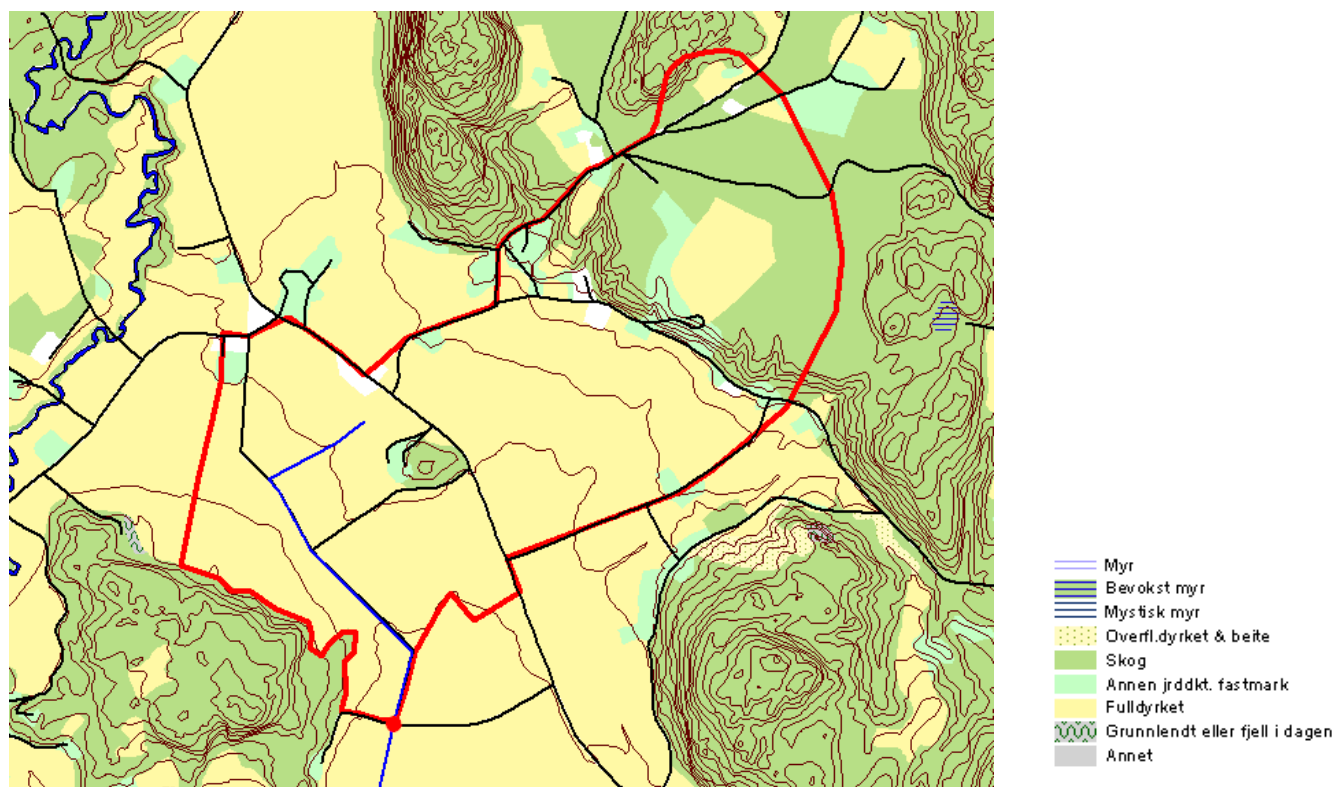 Myr
Bevokst myr
Mystisk myr
Overfl.dyrket & beite
Skog
Annen jrddkt. fastmark
Fulldyrket
Grunnlendt eller fjell i dagen
Annet